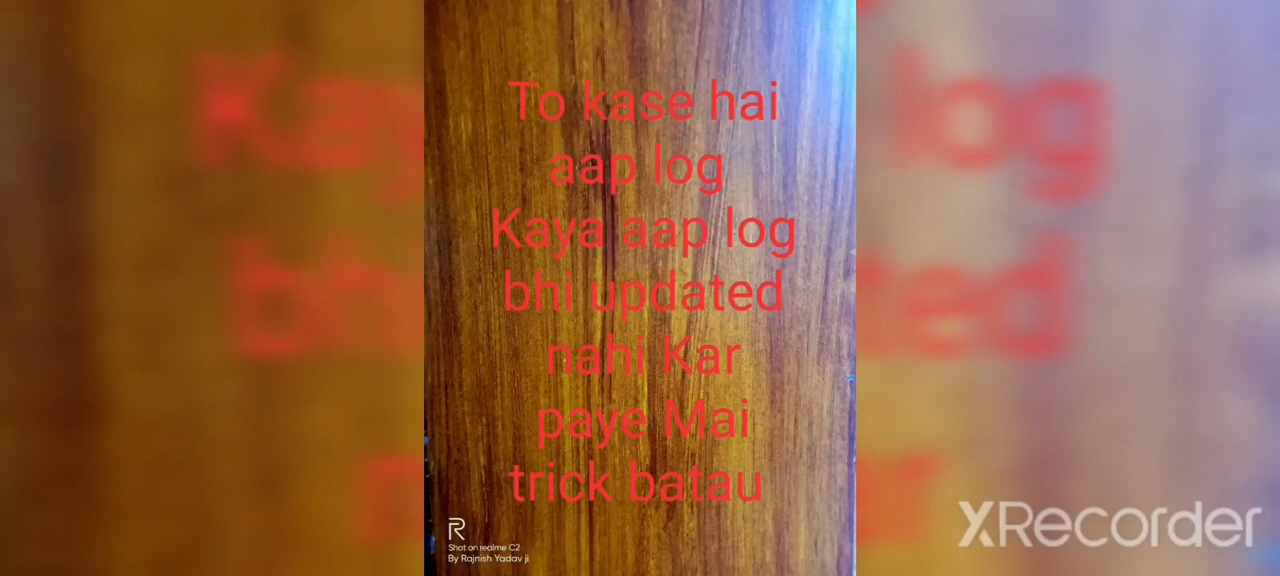 To kase hai
aap log
Kaya aap log
bhi updated
nahi Kar
paye Mai
trick batau
R
Shot on realme C2
By Rajnish Yadav ji
XRecorder